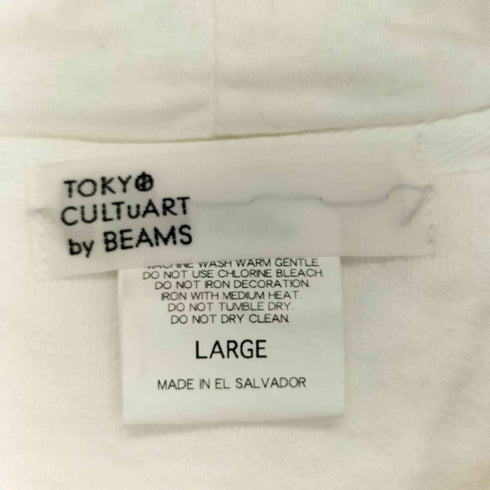 TOKYO
CULTuART
by BEAMS
MACHINE WASH WARM GENTLE.
DO NOT USE CHLORINE BLEACH.
DO NOT IRON DECORATION.
IRON WITH MEDIUM HEAT.
DO NOT TUMBLE DRY.
DO NOT DRY CLEAN.
LARGE
MADE IN EL SALVADOR